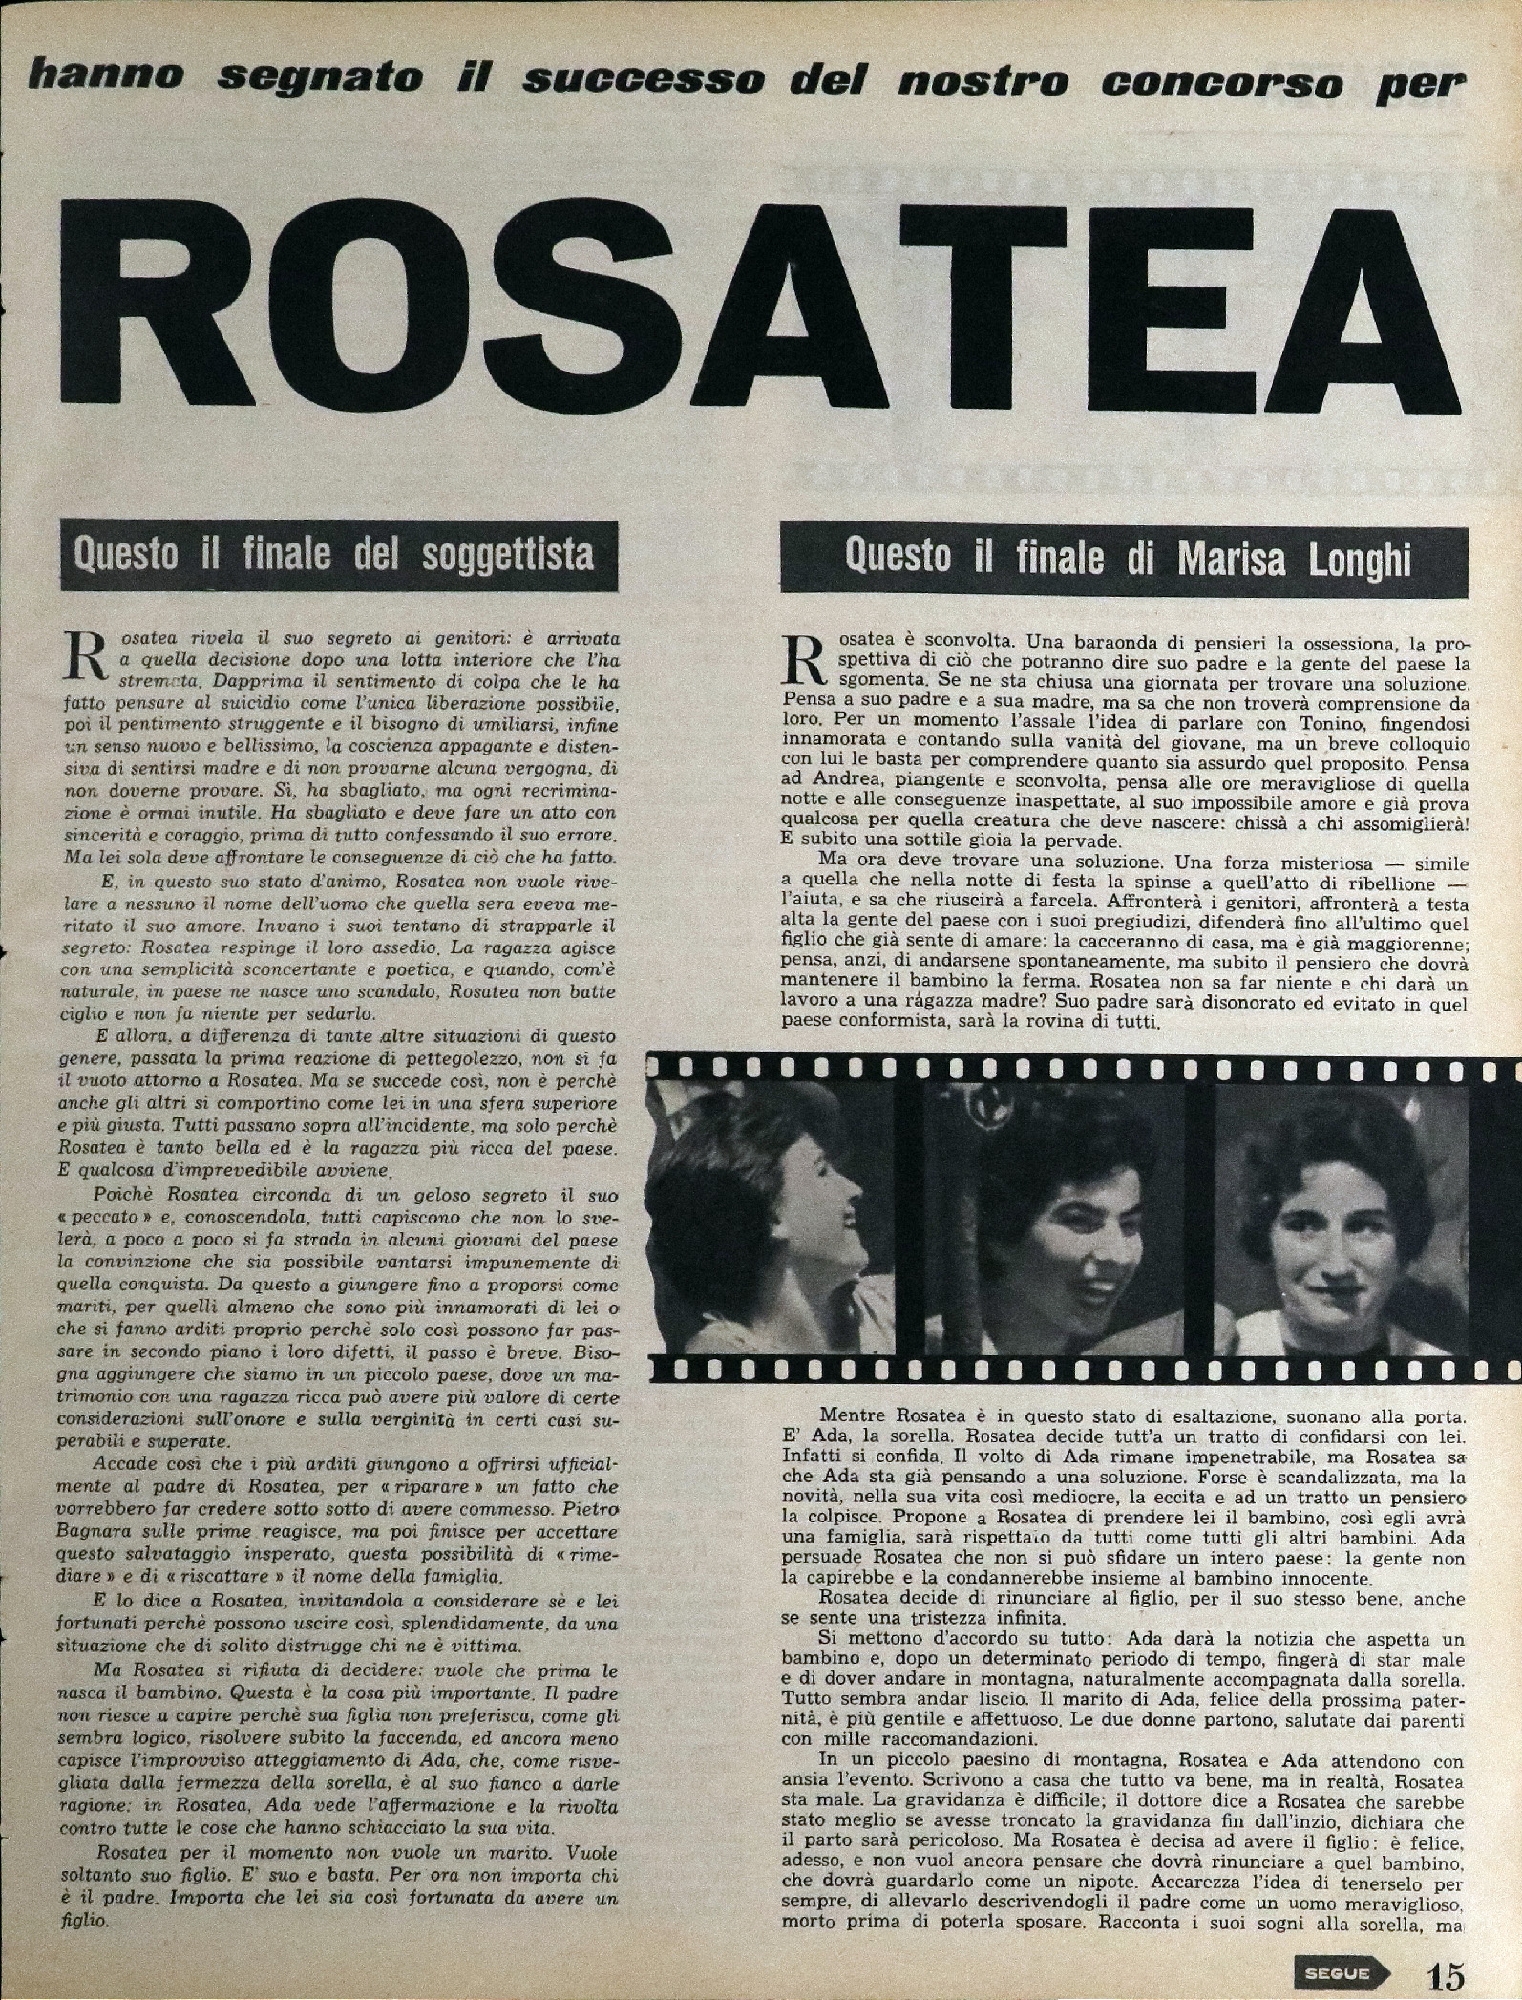 hanno segnato il successo del nostro concorso per
ROSATEA
Questo il finale del soggettista
Rosatea rivela il suo segreto ai genitori: è arrivata
a quella decisione dopo una lotta interiore che l'ha
stremata. Dapprima il sentimento di colpa che le ha
fatto pensare al suicidio come l'unica liberazione possibile,
poi il pentimento struggente e il bisogno di umiliarsi, infine
un senso nuovo e bellissimo, la coscienza appagante e disten-
siva di sentirsi madre e di non provarne alcuna vergogna, di
non doverne provare. Sì, ha sbagliato, ma ogni recrimina-
zione è ormai inutile. Ha sbagliato e deve fare un atto con
sincerità e coraggio, prima di tutto confessando il suo errore.
Ma lei sola deve affrontare le conseguenze di ciò che ha fatto.
E, in questo suo stato d'animo, Rosatea non vuole rive-
lare a nessuno il nome dell'uomo che quella sera eveva me-
ritato il suo amore. Invano i suoi tentano di strapparle il
segreto: Rosatea respinge il loro assedio. La ragazza agisce
con una semplicità sconcertante e poetica, e quando, com'è
naturale, in paese ne nasce uno scandalo, Rosatea non batte
ciglio e non fa niente per sedarlo.
E allora, a differenza di tante altre situazioni di questo
genere, passata la prima reazione di pettegolezzo, non si fa
il vuoto attorno a Rosatea. Ma se succede così, non è perchè
anche gli altri si comportino come lei in una sfera superiore
e più giusta. Tutti passano sopra all'incidente, ma solo perchè
Rosatea è tanto bella ed è la ragazza più ricca del paese.
E qualcosa d'imprevedibile avviene.
Poichè Rosatea circonda di un geloso segreto il suo
« peccato » e, conoscendola, tutti capiscono che non lo sve-
lerà, a poco a poco si fa strada in alcuni giovani del paese
la convinzione che sia possibile vantarsi impunemente di
quella conquista. Da questo a giungere fino a proporsi come
mariti, per quelli almeno che sono più innamorati di lei o
che si fanno arditi proprio perchè solo così possono far pas-
sare in secondo piano i loro difetti, il passo è breve. Biso-
gna aggiungere che siamo in un piccolo paese, dove un ma-
trimonio con una ragazza ricca può avere più valore di certe
considerazioni sull'onore e sulla verginità in certi casi su-
perabili e superate.
Accade così che i più arditi giungono a offrirsi ufficial-
mente al padre di Rosatea, per « riparare » un fatto che
vorrebbero far credere sotto sotto di avere commesso. Pietro
Bagnara sulle prime reagisce, ma poi finisce per accettare
questo salvataggio insperato, questa possibilità di « rime-
diare » e di « riscattare » il nome della famiglia.
E lo dice a Rosatea, invitandola a considerare sè e lei
fortunati perchè possono uscire così, splendidamente, da una
situazione che di solito distrugge chi ne è vittima.
Ma Rosatea si rifiuta di decidere: vuole che prima le
nasca il bambino. Questa è la cosa più importante. Il padre
non riesce a capire perchè sua figlia non preferisca, come gli
sembra logico, risolvere subito la faccenda, ed ancora meno
capisce l'improvviso atteggiamento di Ada, che, come risve-
gliata dalla fermezza della sorella, è al suo fianco a darle
ragione: in Rosatea, Ada vede l'affermazione e la rivolta
contro tutte le cose che hanno schiacciato la sua vita.
Rosatea per il momento non vuole un marito. Vuole
soltanto suo figlio. E' suo e basta. Per ora non importa chi
è il padre. Importa che lei sia così fortunata da avere un
figlio.
Questo il finale di Marisa Longhi
Rosatea è sconvolta. Una baraonda di pensieri la ossessiona, la pro-
spettiva di ciò che potranno dire suo padre e la gente del paese la
sgomenta. Se ne sta chiusa una giornata per trovare una soluzione.
Pensa a suo padre e a sua madre, ma sa che non troverà comprensione da
loro. Per un momento l'assale l'idea di parlare con Tonino, fingendosi
innamorata e contando sulla vanità del giovane, ma un breve colloquio
con lui le basta per comprendere quanto sia assurdo quel proposito. Pensa
ad Andrea, piangente e sconvolta, pensa alle ore meravigliose di quella
notte e alle conseguenze inaspettate, al suo impossibile amore e già prova
qualcosa per quella creatura che deve nascere: chissà a chi assomiglierà!
E subito una sottile gioia la pervade.
Ma ora deve trovare una soluzione. Una forza misteriosa — simile
a quella che nella notte di festa la spinse a quell'atto di ribellione —
l'aiuta, e sa che riuscirà a farcela. Affronterà i genitori, affronterà a testa
alta la gente del paese con i suoi pregiudizi, difenderà fino all'ultimo quel
figlio che già sente di amare: la cacceranno di casa, ma è già maggiorenne;
pensa, anzi, di andarsene spontaneamente, ma subito il pensiero che dovrà
mantenere il bambino la ferma. Rosatea non sa far niente e chi darà un
lavoro a una ragazza madre? Suo padre sarà disonorato ed evitato in quel
paese conformista, sarà la rovina di tutti.
Mentre Rosatea è in questo stato di esaltazione, suonano alla porta.
E' Ada, la sorella. Rosatea decide tutt'a un tratto di confidarsi con lei.
Infatti si confida. Il volto di Ada rimane impenetrabile, ma Rosatea sa
che Ada sta già pensando a una soluzione. Forse è scandalizzata, ma la
novità, nella sua vita così mediocre, la eccita e ad un tratto un pensiero
la colpisce. Propone a Rosatea di prendere lei il bambino, così egli avrà
una famiglia, sarà rispettato da tutti come tutti gli altri bambini. Ada
persuade Rosatea che non si può sfidare un intero paese: la gente non
la capirebbe e la condannerebbe insieme al bambino innocente.
Rosatea decide di rinunciare al figlio, per il suo stesso bene, anche
se sente una tristezza infinita.
Si mettono d'accordo su tutto: Ada darà la notizia che aspetta un
bambino e, dopo un determinato periodo di tempo, fingerà di star male
e di dover andare in montagna, naturalmente accompagnata dalla sorella.
Tutto sembra andar liscio. Il marito di Ada, felice della prossima pater-
nità, è più gentile e affettuoso. Le due donne partono, salutate dai parenti
con mille raccomandazioni.
In un piccolo paesino di montagna, Rosatea e Ada attendono con
ansia l'evento. Scrivono a casa che tutto va bene, ma in realtà, Rosatea
sta male. La gravidanza è difficile; il dottore dice a Rosatea che sarebbe
stato meglio se avesse troncato la gravidanza fin dall'inzio, dichiara che
il parto sarà pericoloso. Ma Rosatea è decisa ad avere il figlio: è felice,
adesso, e non vuol ancora pensare che dovrà rinunciare a quel bambino,
che dovrà guardarlo come un nipote. Accarezza l'idea di tenerselo per
sempre, di allevarlo descrivendogli il padre come un uomo meraviglioso,
morto prima di poterla sposare. Racconta i suoi sogni alla sorella, ma
SEGUE 15